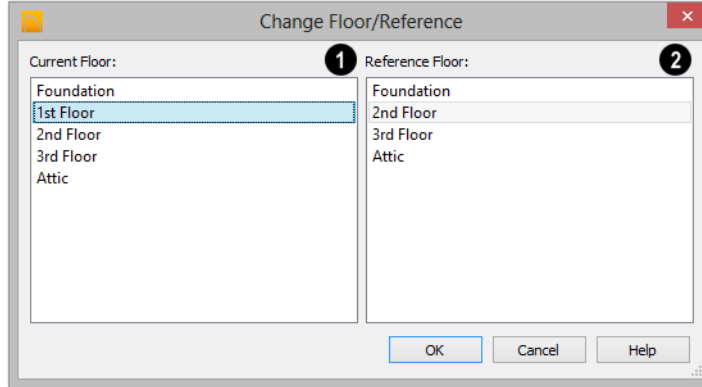 Change Floor/Reference
Current Floor: 1
Foundation
1st Floor
2nd Floor
3rd Floor
Attic
Reference Floor: 2
Foundation
2nd Floor
3rd Floor
Attic
OK Cancel Help